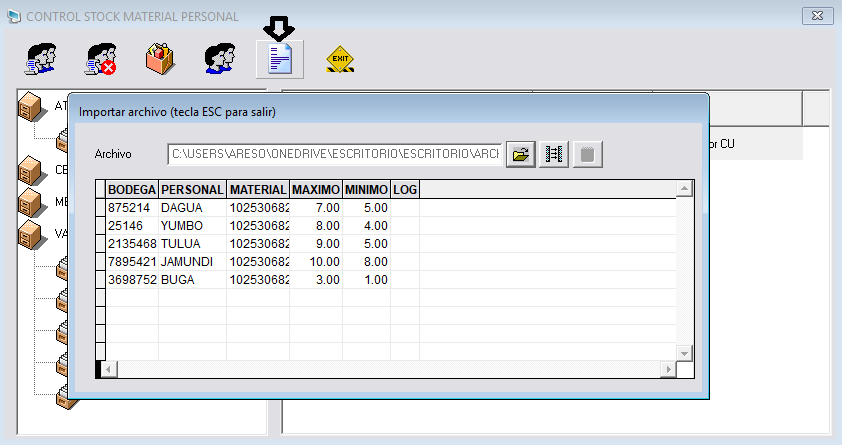 CONTROL STOCK MATERIAL PERSONAL
EXIT
AT
Importar archivo (tecla ESC para salir)
Archivo C:\USERS\ARESO\ONEDRIVE\ESCRITORIO\ESCRITORIO\ARCH
or CU
BODEGA PERSONAL MATERIAL MAXIMO MINIMO LOG
875214 DAGUA 102530682 7.00 5.00
25146 YUMBO 102530682 8.00 4.00
2135468 TULUA 102530682 9.00 5.00
7895421 JAMUNDI 102530682 10.00 8.00
3698752 BUGA 102530682 3.00 1.00
CE
ME
VA